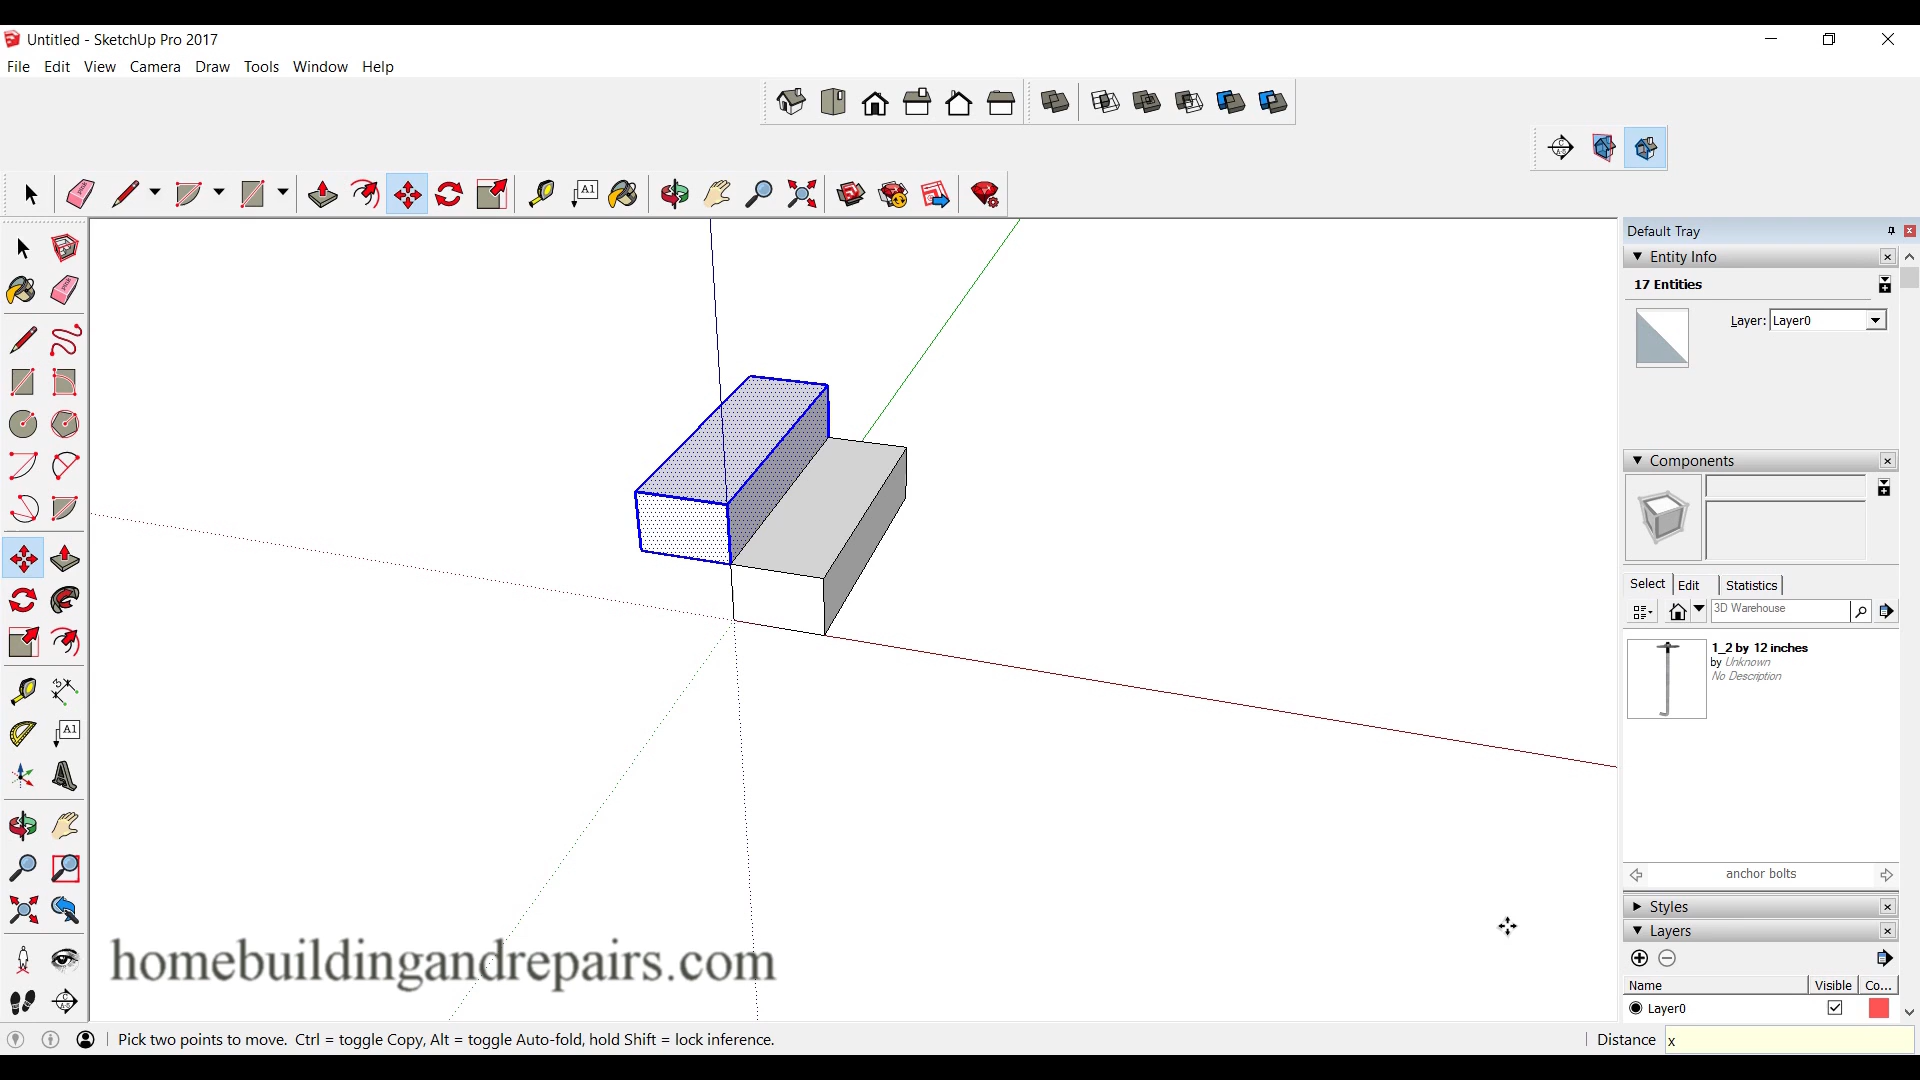 Untitled - SketchUp Pro 2017
File Edit View Camera Draw Tools Window Help
A1
Default Tray
Entity Info
17 Entities
Layer: Layer0
Components
Select Edit Statistics
3D Warehouse
1_2 by 12 inches
by Unknown
No Description
A1
anchor bolts
Styles
Layers
Name Visible Co...
Layer0
homebuildingandrepairs.com
Pick two points to move. Ctrl = toggle Copy, Alt = toggle Auto-fold, hold Shift = lock inference.
Distance x